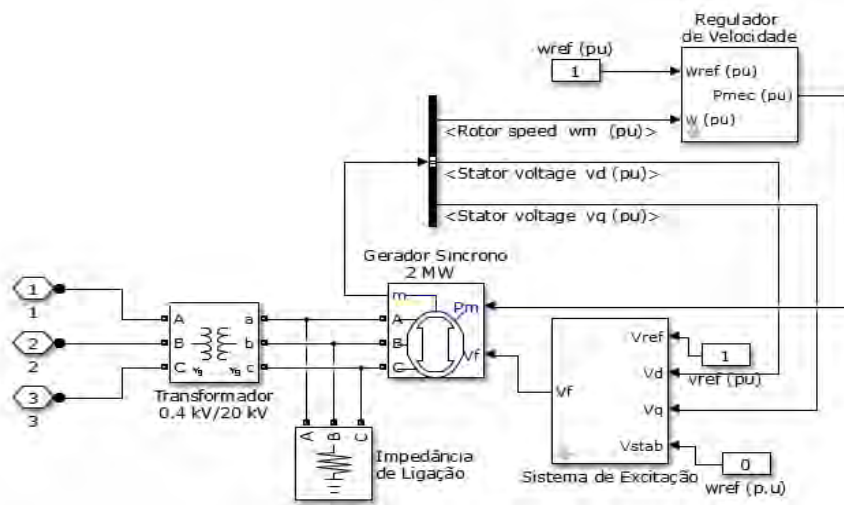 Regulador
de Velocidade
wref (pu)
1
wref (pu)
Pmec (pu)
w (pu)
<Rotor speed wm (pu)>
<Stator voltage vd (pu)>
<Stator voltage vq (pu)>
Gerador Sincrono
2 MW
m
Pm
A
B
C
Vf
1
1
2
2
3
3
A
B
C
a
b
c
Yg
Yg
Transformador
0.4 kV/20 kV
A
B
C
Impedância
de Ligação
Vref
Vd
Vq
Vstab
Vf
1
vref (pu)
0
wref (p.u)
Sistema de Excitação